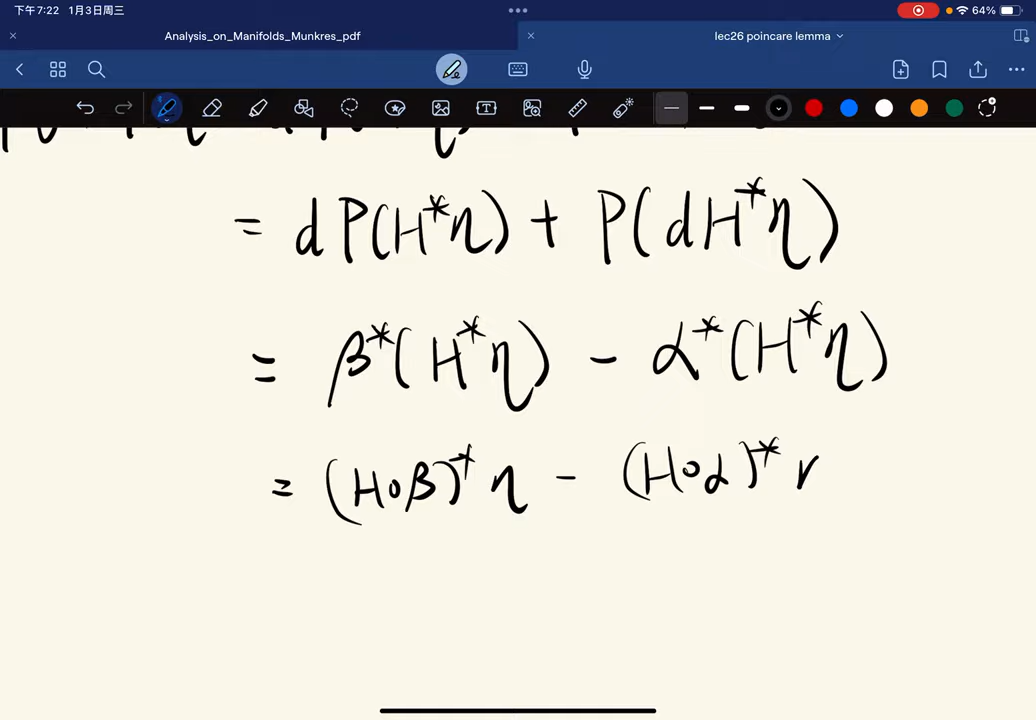 下午7:22 1月3日周三
64%
Analysis_on_Manifolds_Munkres_pdf
lec26 poincare lemma
= dP(H*η) + P(dH*η)
= β*(H*η) - α*(H*η)
= (H∘β)*η - (H∘α)*